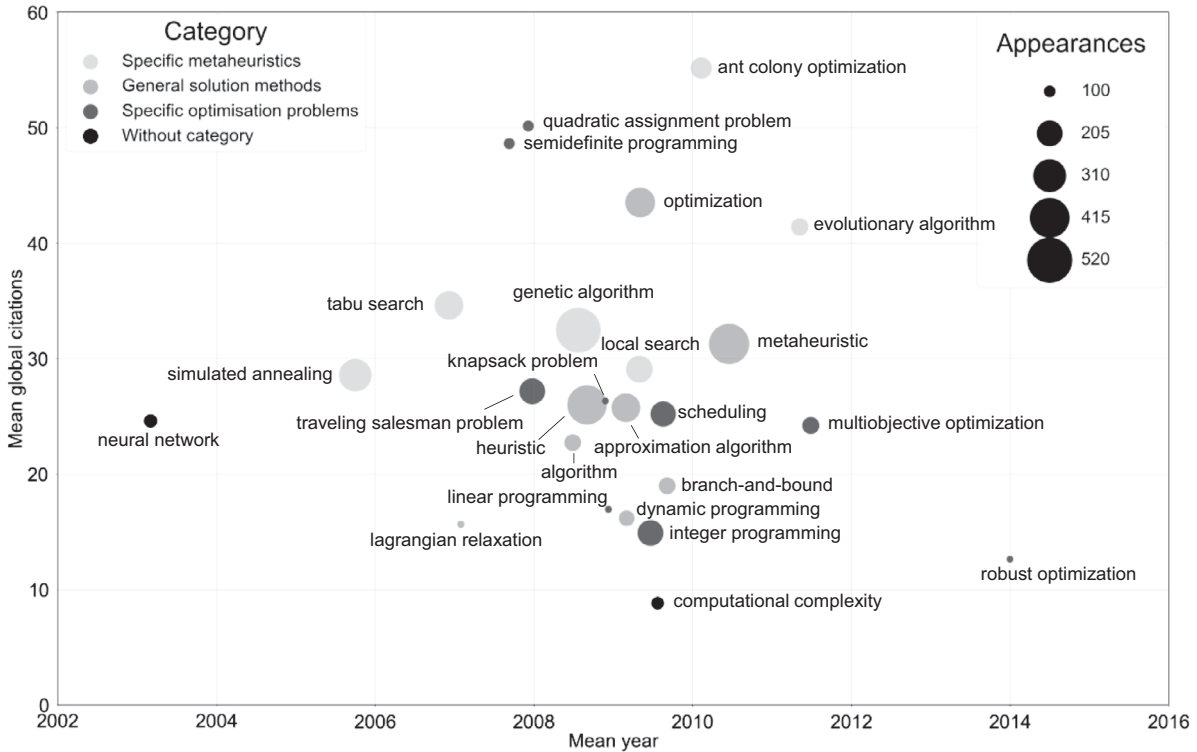 60
50
40
30
20
10
0
Mean global citations
Category
Specific metaheuristics
General solution methods
Specific optimisation problems
Without category
Appearances
100
205
310
415
520
ant colony optimization
quadratic assignment problem
semidefinite programming
optimization
evolutionary algorithm
genetic algorithm
tabu search
local search
metaheuristic
knapsack problem
simulated annealing
traveling salesman problem
scheduling
multiobjective optimization
neural network
heuristic
approximation algorithm
algorithm
branch-and-bound
linear programming
dynamic programming
integer programming
lagrangian relaxation
robust optimization
computational complexity
2002
2004
2006
2008
2010
2012
2014
2016
Mean year